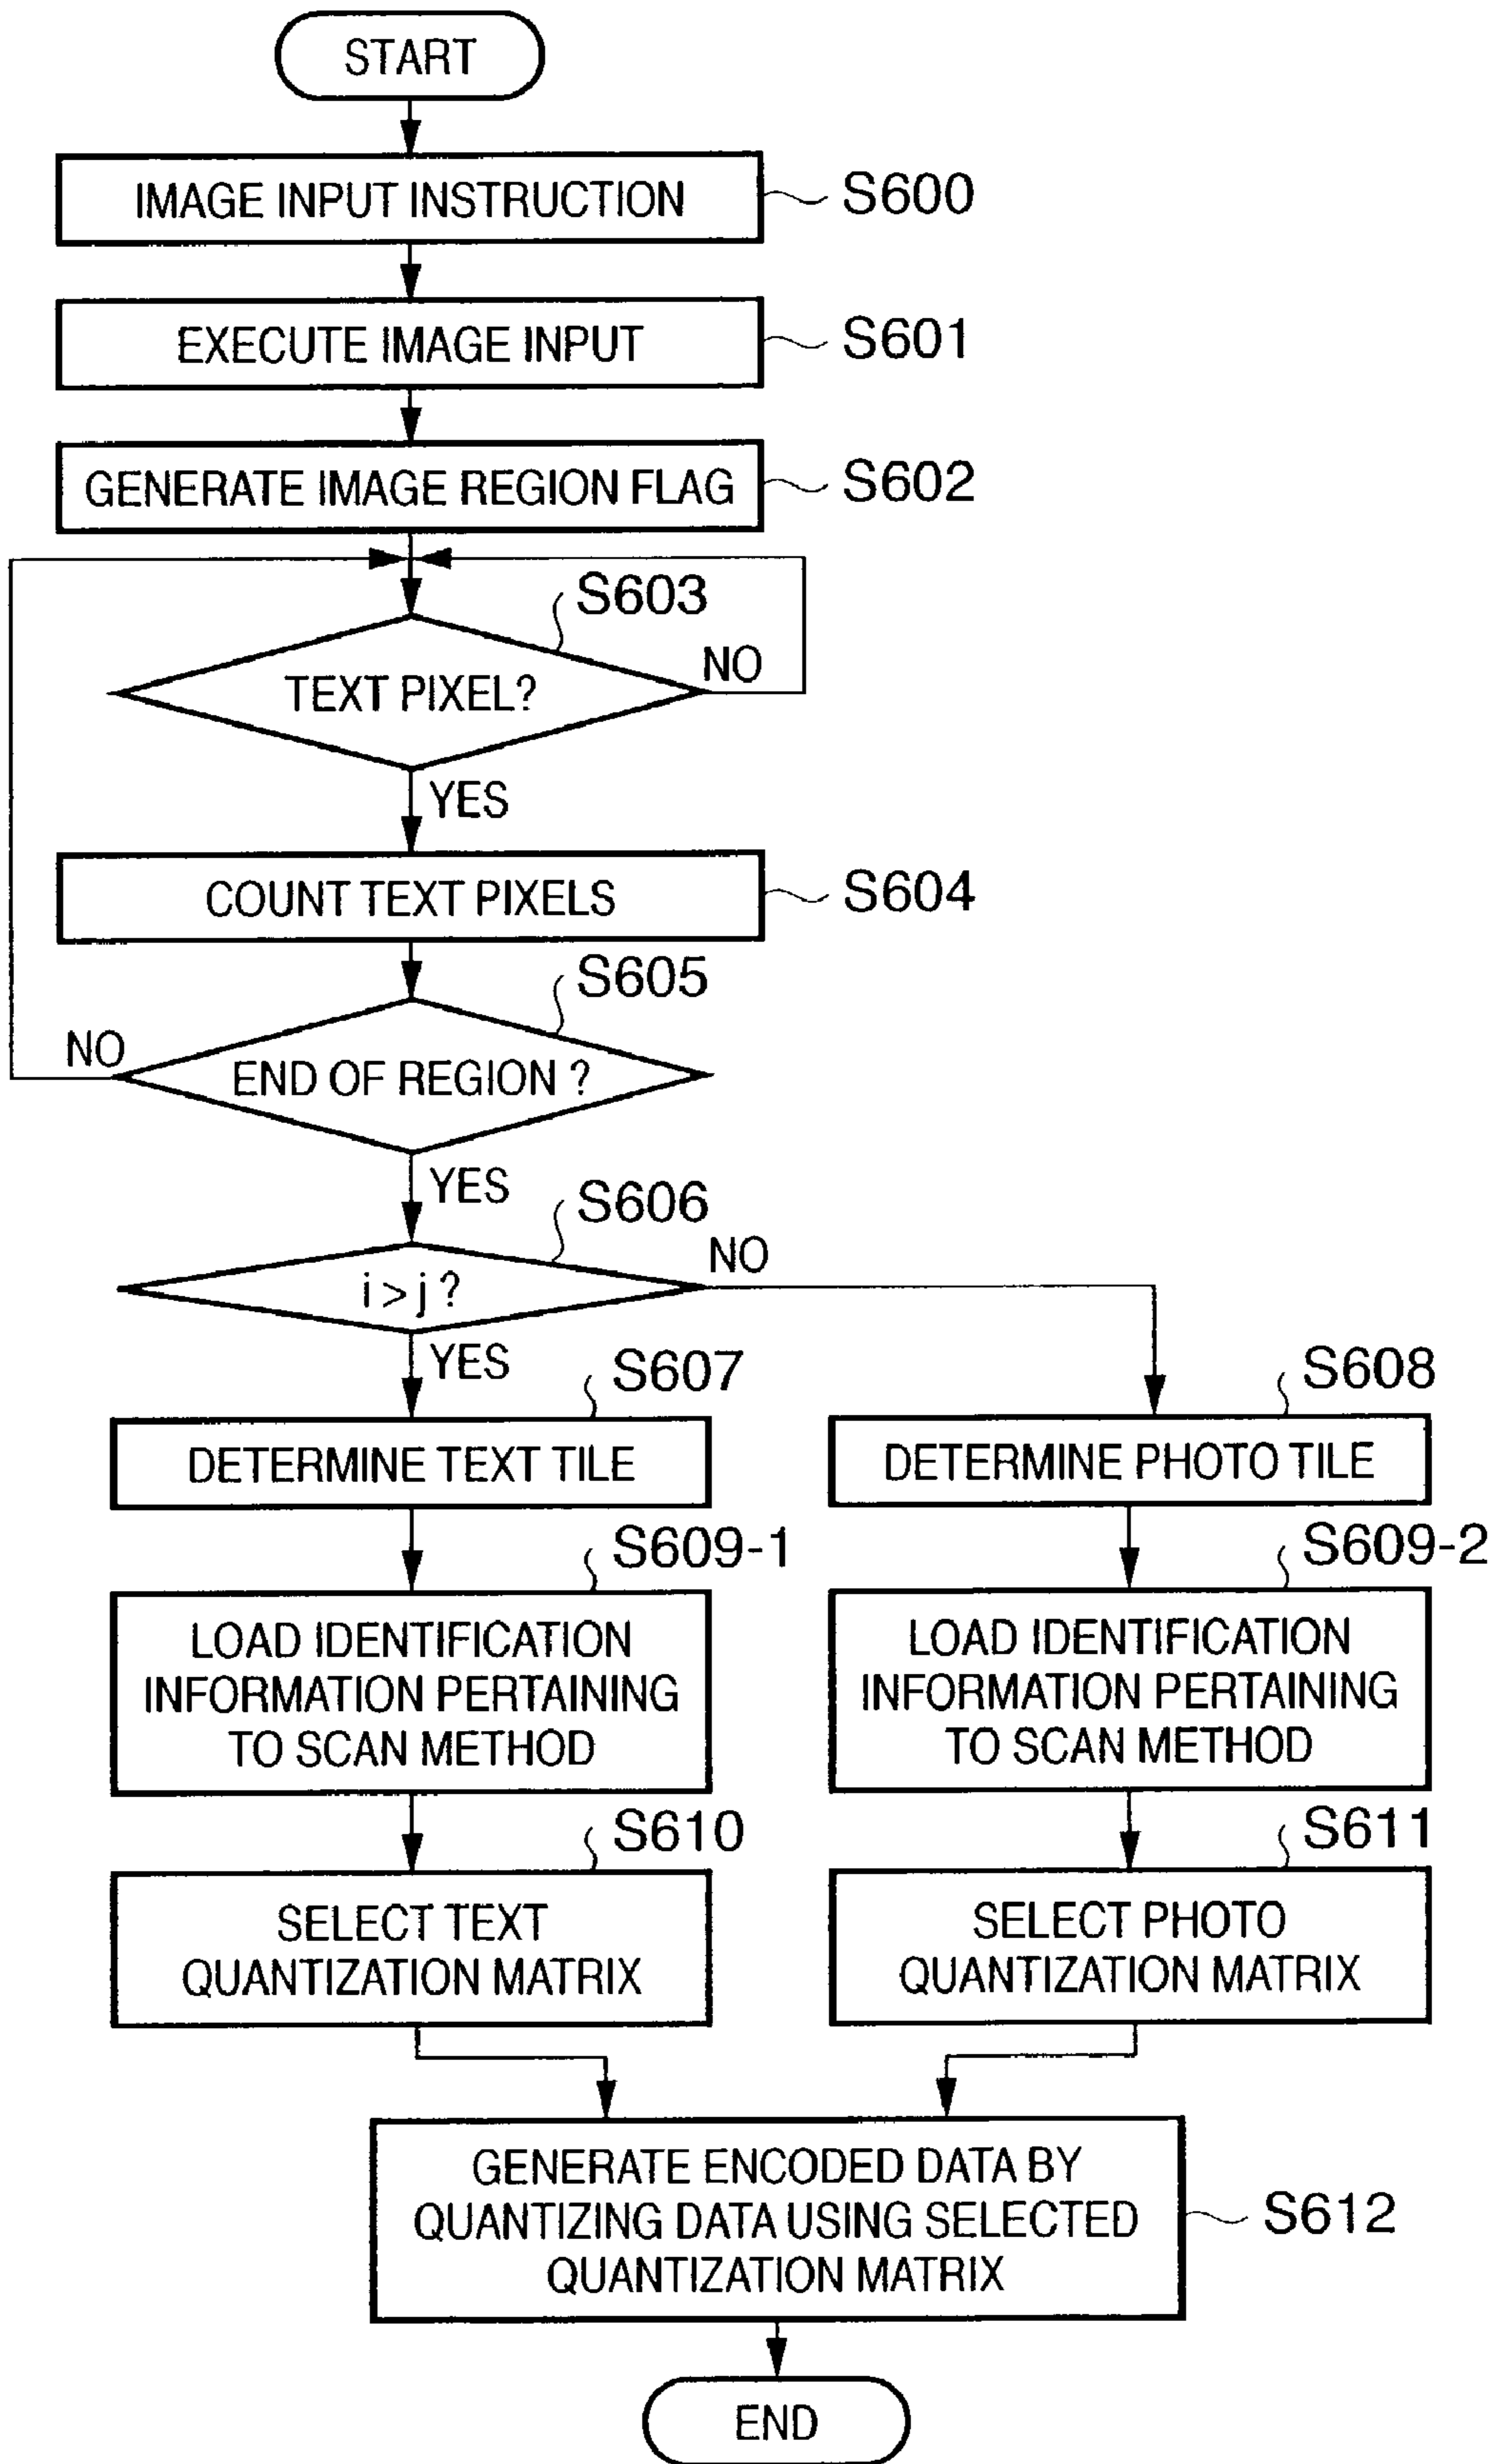 START
IMAGE INPUT INSTRUCTION
S600
EXECUTE IMAGE INPUT
S601
GENERATE IMAGE REGION FLAG
S602
S603
TEXT PIXEL?
NO
YES
COUNT TEXT PIXELS
S604
S605
NO
END OF REGION ?
YES
S606
i > j ?
NO
YES
S607
DETERMINE TEXT TILE
S608
DETERMINE PHOTO TILE
S609-1
LOAD IDENTIFICATION
INFORMATION PERTAINING
TO SCAN METHOD
S609-2
LOAD IDENTIFICATION
INFORMATION PERTAINING
TO SCAN METHOD
S610
SELECT TEXT
QUANTIZATION MATRIX
S611
SELECT PHOTO
QUANTIZATION MATRIX
GENERATE ENCODED DATA BY
QUANTIZING DATA USING SELECTED
QUANTIZATION MATRIX
S612
END